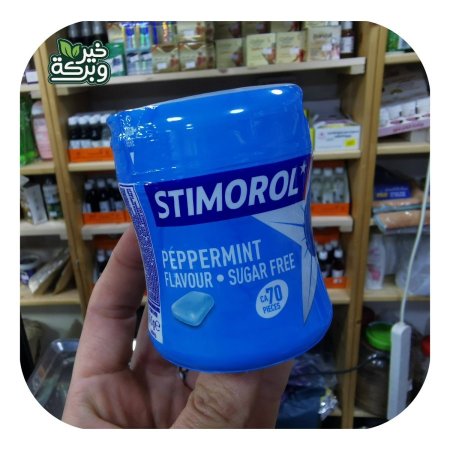 خير
وبركة
STIMOROL
PEPPERMINT
FLAVOUR • SUGAR FREE
CA 70
PIECES